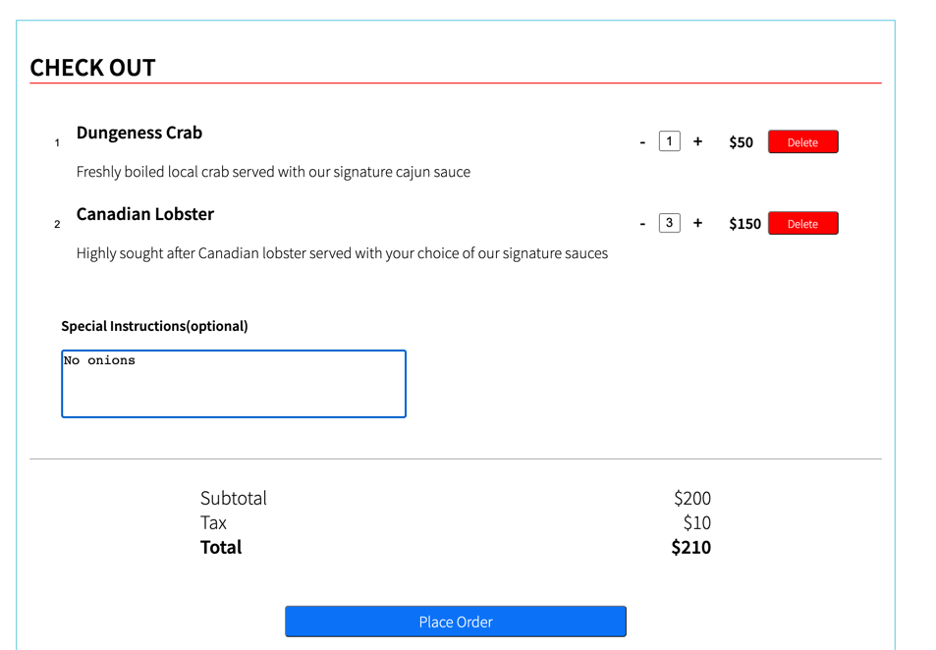 CHECK OUT
1 Dungeness Crab - 1 + $50 Delete
Freshly boiled local crab served with our signature cajun sauce
2 Canadian Lobster - 3 + $150 Delete
Highly sought after Canadian lobster served with your choice of our signature sauces
Special Instructions(optional)
No onions
Subtotal $200
Tax $10
Total $210
Place Order